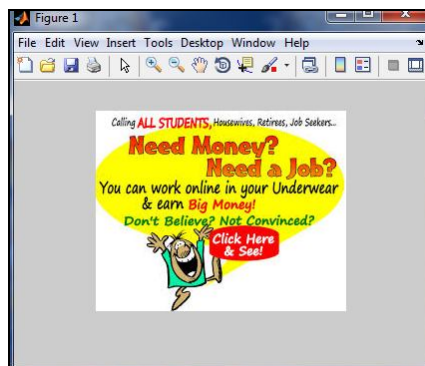 Figure 1
File Edit View Insert Tools Desktop Window Help
Calling ALL STUDENTS, Housewives, Retirees, Job Seekers...
Need Money?
Need a Job?
You can work online in your Underwear
& earn Big Money!
Don't Believe? Not Convinced?
Click Here
& See!